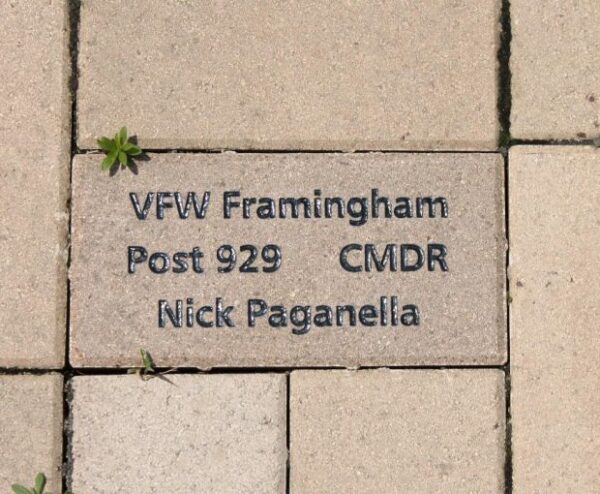 VFW Framingham
Post 929 CMDR
Nick Paganella